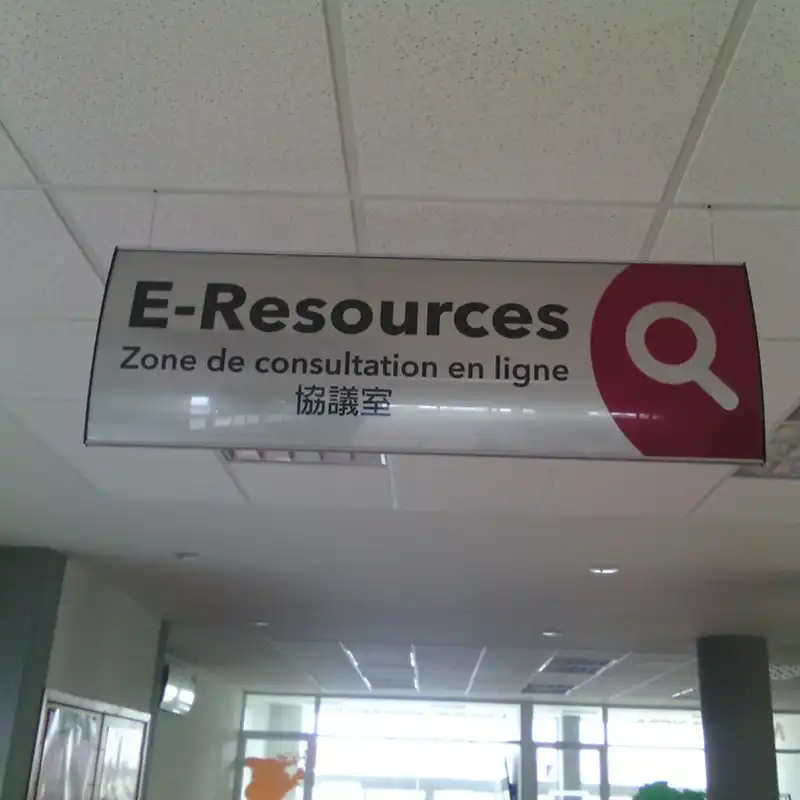 E-Resources
Zone de consultation en ligne
協議室